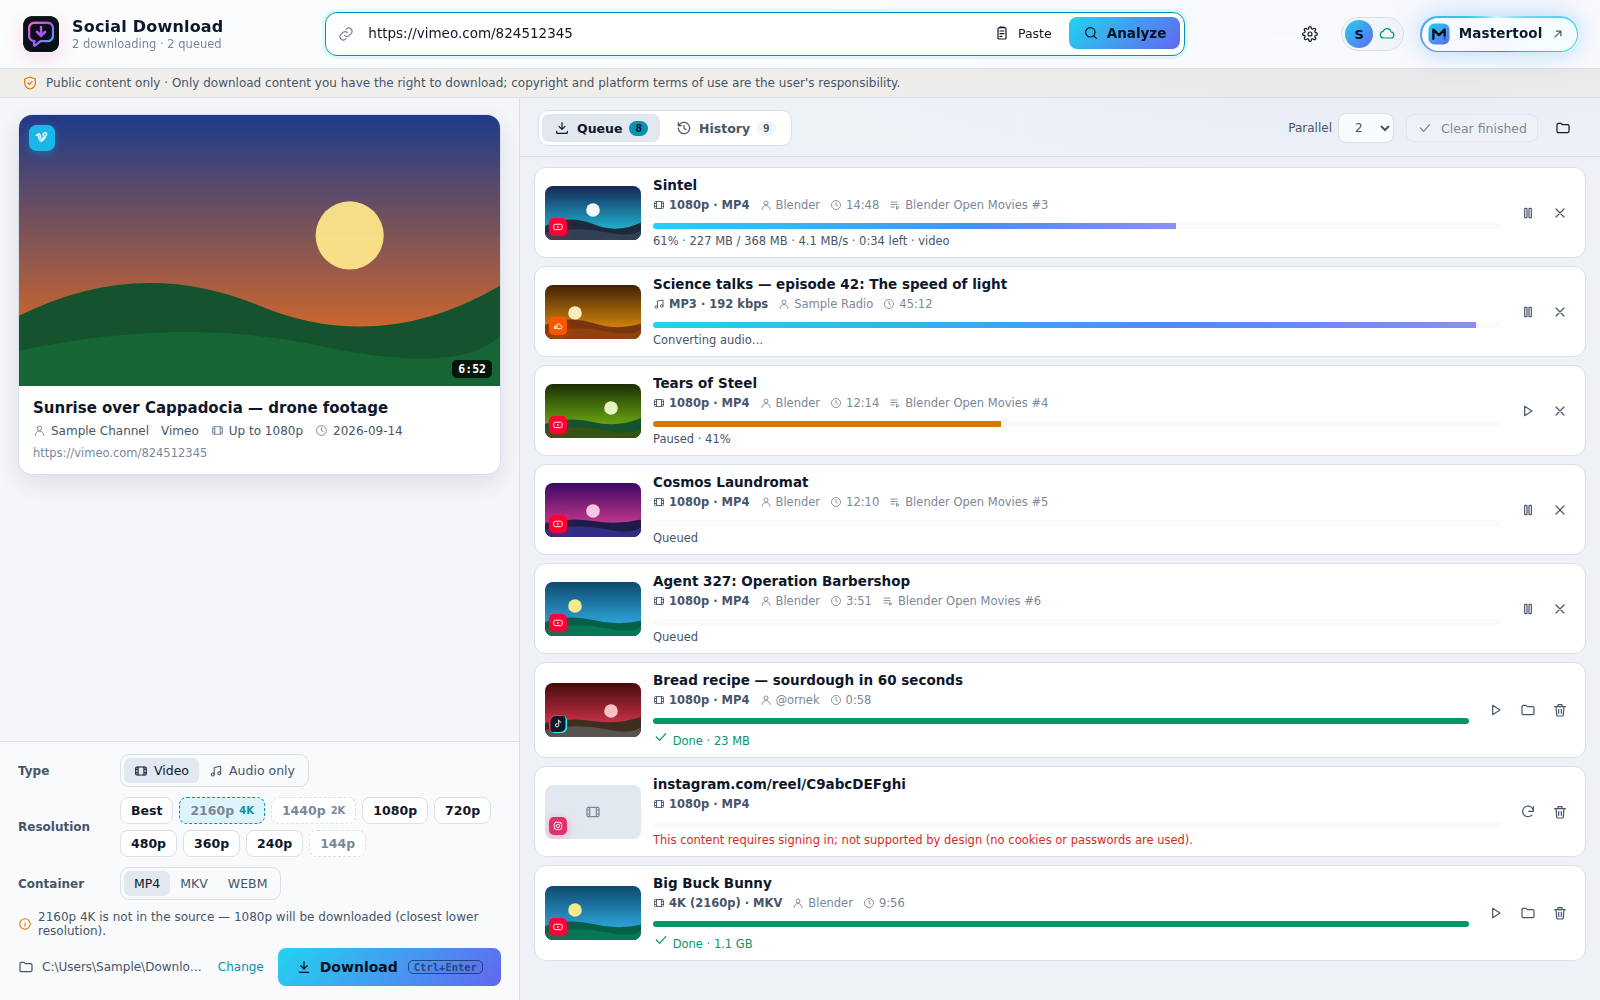 Social Download
2 downloading · 2 queued
https://vimeo.com/824512345
Paste
Analyze
S
Mastertool
Public content only · Only download content you have the right to download; copyright and platform terms of use are the user's responsibility.
6:52
Sunrise over Cappadocia — drone footage
Sample Channel Vimeo Up to 1080p 2026-09-14
https://vimeo.com/824512345
Type
Video Audio only
Resolution
Best 2160p 4K 1440p 2K 1080p 720p
480p 360p 240p 144p
Container
MP4 MKV WEBM
2160p 4K is not in the source — 1080p will be downloaded (closest lower
resolution).
C:\Users\Sample\Downlo… Change
Download Ctrl+Enter
Queue 8
History 9
Parallel 2
Clear finished
Sintel
1080p · MP4 Blender 14:48 Blender Open Movies #3
61% · 227 MB / 368 MB · 4.1 MB/s · 0:34 left · video
Science talks — episode 42: The speed of light
MP3 · 192 kbps Sample Radio 45:12
Converting audio…
Tears of Steel
1080p · MP4 Blender 12:14 Blender Open Movies #4
Paused · 41%
Cosmos Laundromat
1080p · MP4 Blender 12:10 Blender Open Movies #5
Queued
Agent 327: Operation Barbershop
1080p · MP4 Blender 3:51 Blender Open Movies #6
Queued
Bread recipe — sourdough in 60 seconds
1080p · MP4 @ornek 0:58
Done · 23 MB
instagram.com/reel/C9abcDEFghi
1080p · MP4
This content requires signing in; not supported by design (no cookies or passwords are used).
Big Buck Bunny
4K (2160p) · MKV Blender 9:56
Done · 1.1 GB